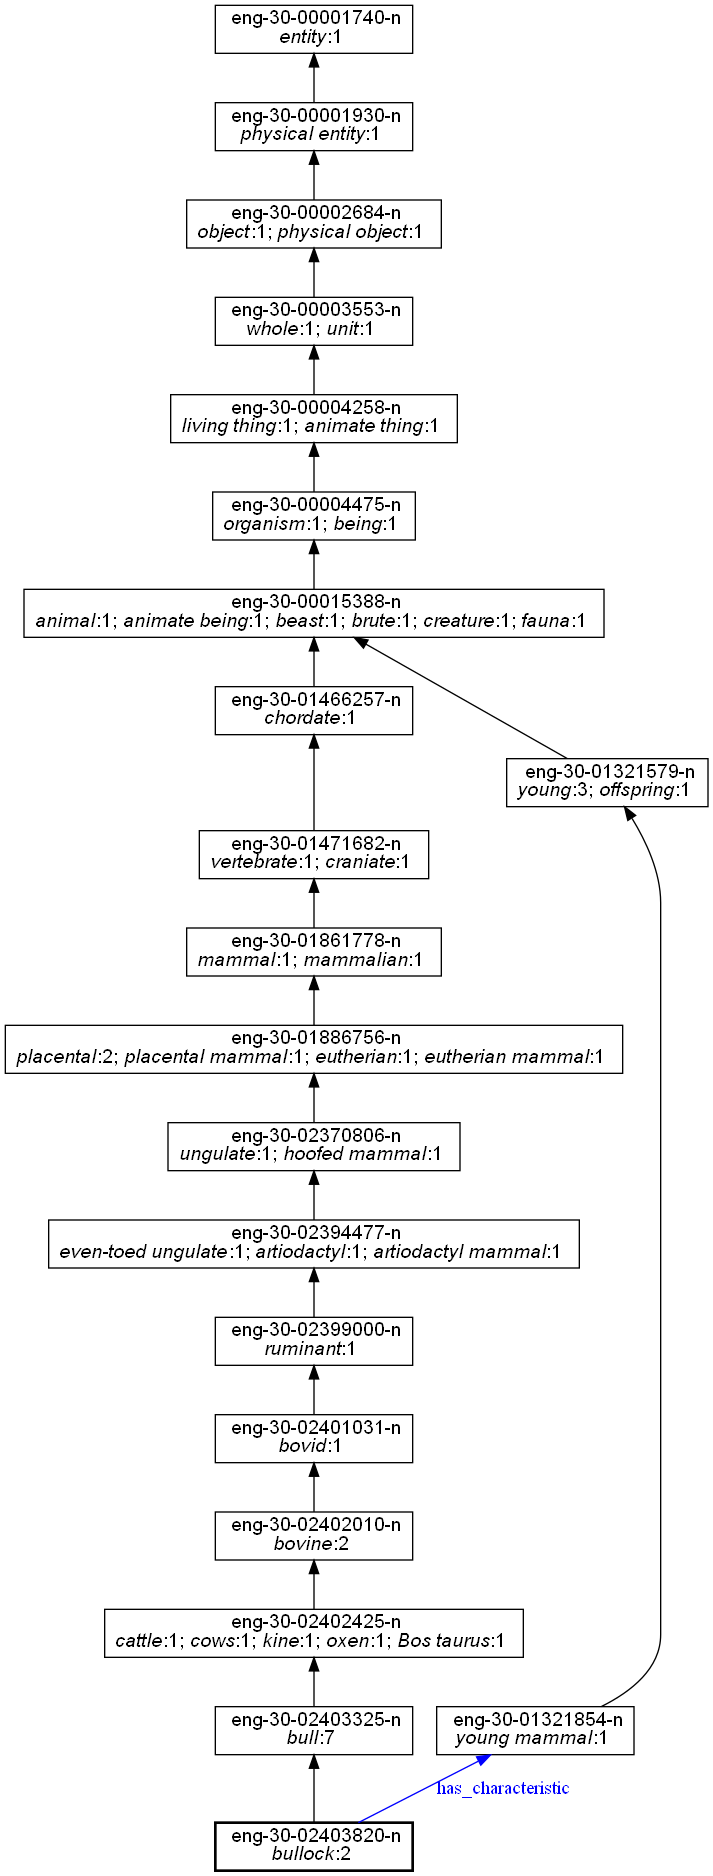 eng-30-00001740-n
entity:1
eng-30-00001930-n
physical entity:1
eng-30-00002684-n
object:1; physical object:1
eng-30-00003553-n
whole:1; unit:1
eng-30-00004258-n
living thing:1; animate thing:1
eng-30-00004475-n
organism:1; being:1
eng-30-00015388-n
animal:1; animate being:1; beast:1; brute:1; creature:1; fauna:1
eng-30-01466257-n
chordate:1
eng-30-01321579-n
young:3; offspring:1
eng-30-01471682-n
vertebrate:1; craniate:1
eng-30-01861778-n
mammal:1; mammalian:1
eng-30-01886756-n
placental:2; placental mammal:1; eutherian:1; eutherian mammal:1
eng-30-02370806-n
ungulate:1; hoofed mammal:1
eng-30-02394477-n
even-toed ungulate:1; artiodactyl:1; artiodactyl mammal:1
eng-30-02399000-n
ruminant:1
eng-30-02401031-n
bovid:1
eng-30-02402010-n
bovine:2
eng-30-02402425-n
cattle:1; cows:1; kine:1; oxen:1; Bos taurus:1
eng-30-02403325-n
bull:7
eng-30-01321854-n
young mammal:1
has_characteristic
eng-30-02403820-n
bullock:2